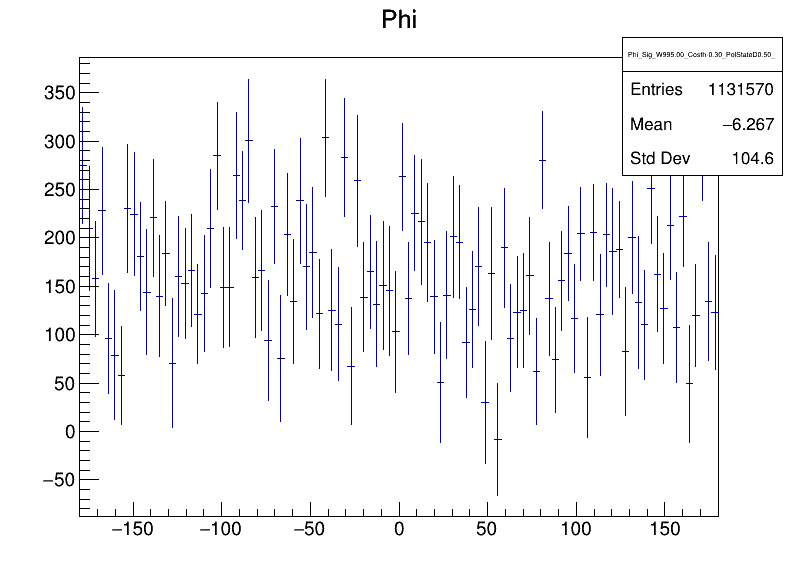 Phi
Phi_Sig_W995.00_Costh-0.30_PolStateD0.50_
Entries 1131570
Mean −6.267
Std Dev 104.6
350
300
250
200
150
100
50
0
−50
−150 −100 −50 0 50 100 150